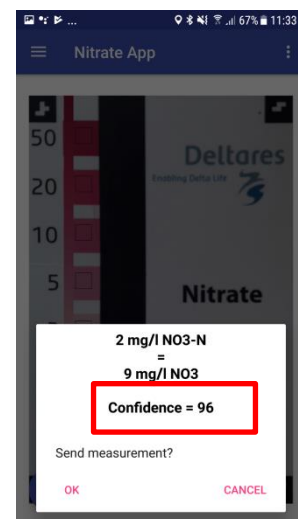 ... 67% 11:33
Nitrate App
50
Deltares
Enabling Delta Life
20
10
5
Nitrate
2 mg/l NO3-N
=
9 mg/l NO3
Confidence = 96
Send measurement?
OK CANCEL